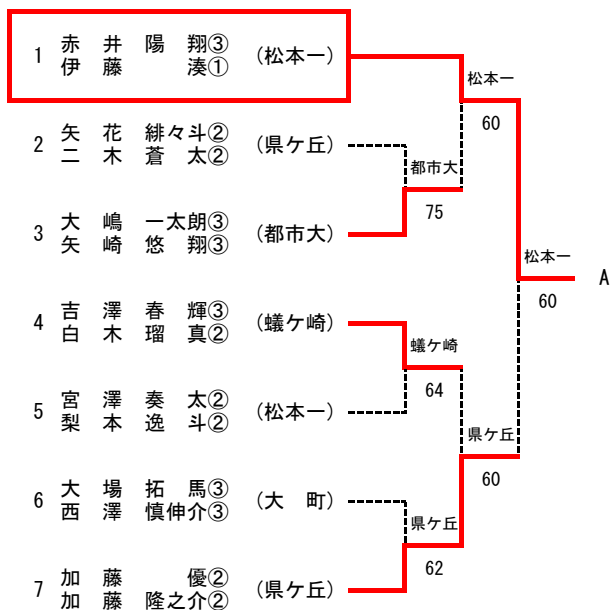 1 赤井 陽翔③ (松本一)
伊藤 湊①
2 矢花 緋々斗② (県ケ丘)
二木 蒼太②
3 大嶋 一太朗③ (都市大)
矢崎 悠翔③
4 吉澤 春輝③ (蟻ケ崎)
白木 瑠真②
5 宮澤 奏太② (松本一)
梨本 逸斗②
6 大場 拓馬③ (大 町)
西澤 慎伸介③
7 加藤 優② (県ケ丘)
加藤 隆之介②
都市大
75
蟻ケ崎
64
県ケ丘
62
松本一
60
県ケ丘
60
松本一
60
A